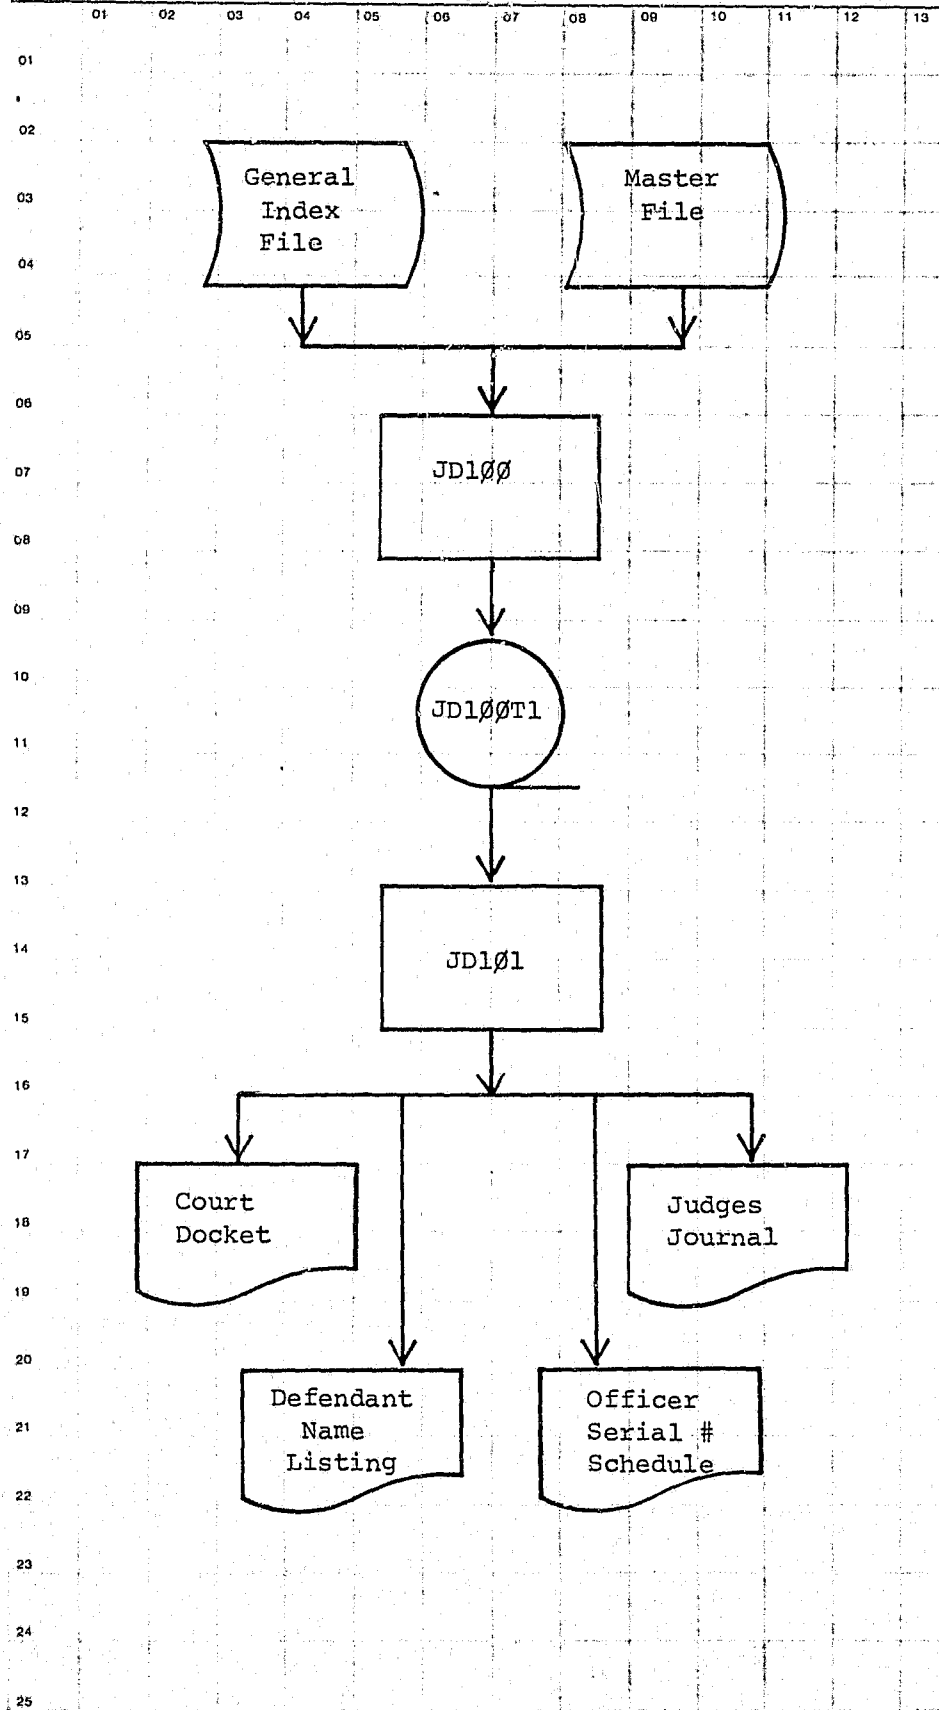 01 02 03 04 05 06 07 08 09 10 11 12 13
01
02
General
Index
File
Master
File
03
04
05
06
JD1ØØ
07
08
09
10
JD1ØØT1
11
12
13
JD1Ø1
14
15
16
17
Court
Docket
Judges
Journal
18
19
20
Defendant
Name
Listing
Officer
Serial #
Schedule
21
22
23
24
25